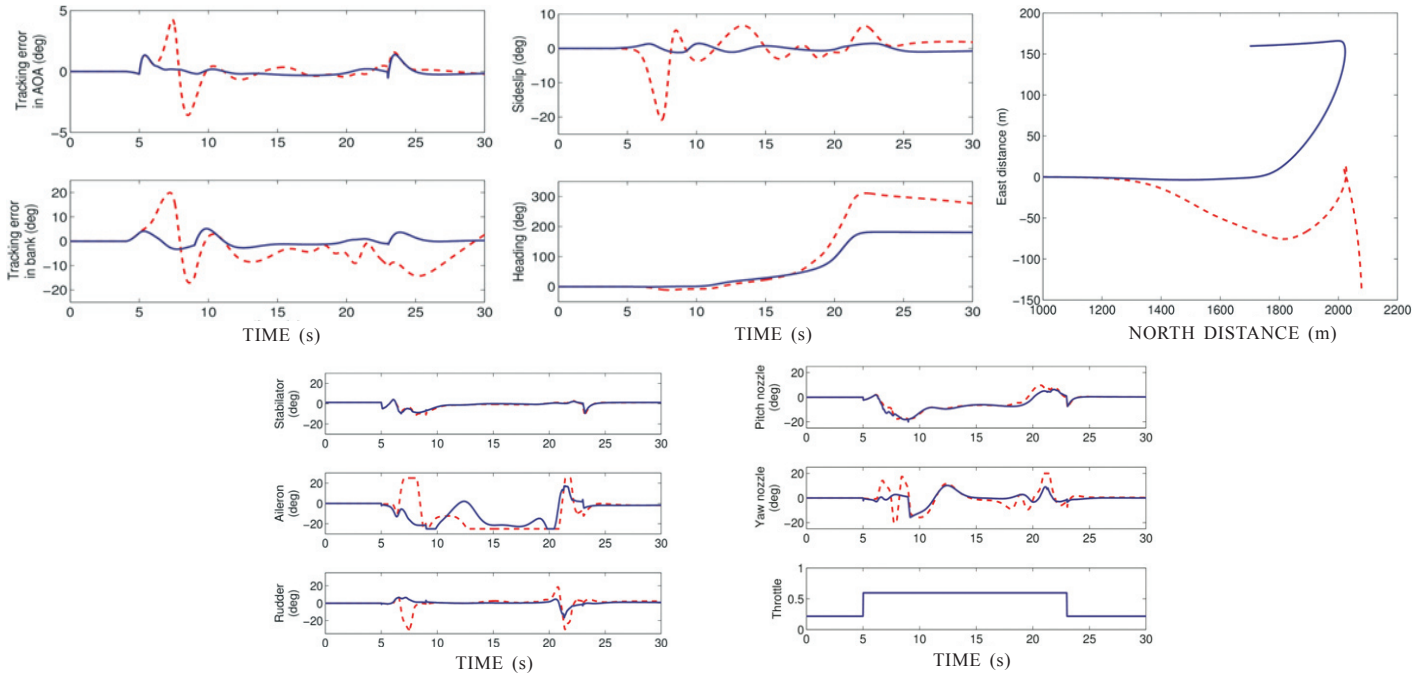 Tracking error
in AOA (deg)
5
0
−5
0 5 10 15 20 25 30
Tracking error
in bank (deg)
20
10
0
−10
−20
0 5 10 15 20 25 30
TIME (s)
Sideslip (deg)
10
0
−10
−20
0 5 10 15 20 25 30
Heading (deg)
300
200
100
0
0 5 10 15 20 25 30
TIME (s)
East distance (m)
200
150
100
50
0
−50
−100
−150
1000 1200 1400 1600 1800 2000 2200
NORTH DISTANCE (m)
Stabilator
(deg)
20
0
−20
0 5 10 15 20 25 30
Aileron
(deg)
20
0
−20
0 5 10 15 20 25 30
Rudder
(deg)
20
0
−20
0 5 10 15 20 25 30
TIME (s)
Pitch nozzle
(deg)
20
0
−20
0 5 10 15 20 25 30
Yaw nozzle
(deg)
20
0
−20
0 5 10 15 20 25 30
Throttle
1
0.5
0
0 5 10 15 20 25 30
TIME (s)